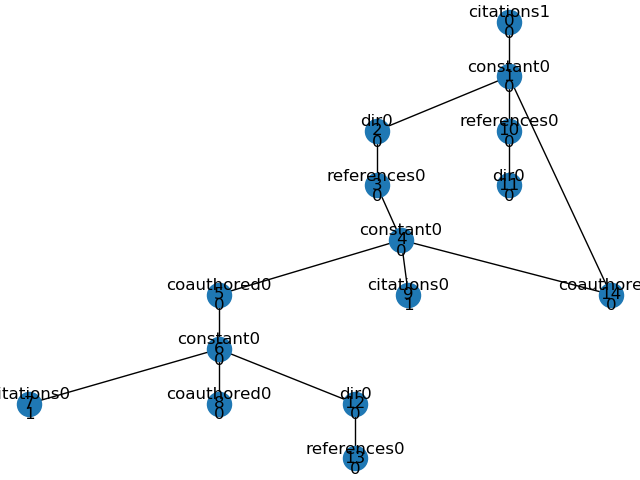 citations1
0
0
constant0
1
0
dir0
2
0
references0
10
0
references0
3
0
dir0
11
0
constant0
4
0
coauthored0
5
0
citations0
9
1
coauthore
14
0
constant0
6
0
itations0
7
1
coauthored0
8
0
dir0
12
0
references0
13
0